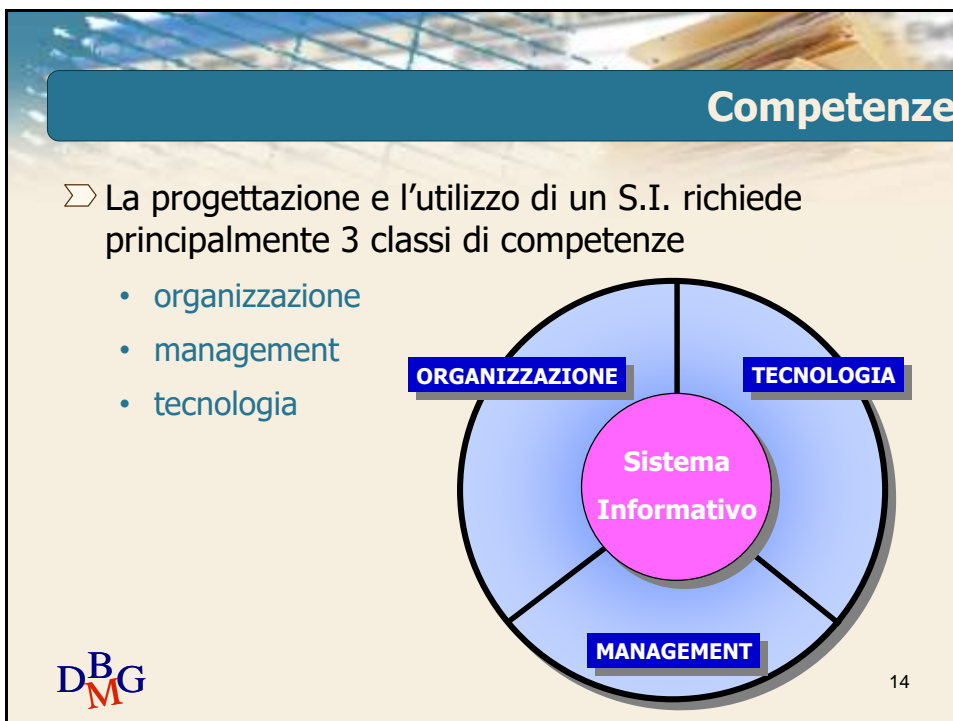 Competenze
La progettazione e l'utilizzo di un S.I. richiede
principalmente 3 classi di competenze
• organizzazione
• management
• tecnologia
ORGANIZZAZIONE
TECNOLOGIA
Sistema
Informativo
MANAGEMENT
DBMG
14